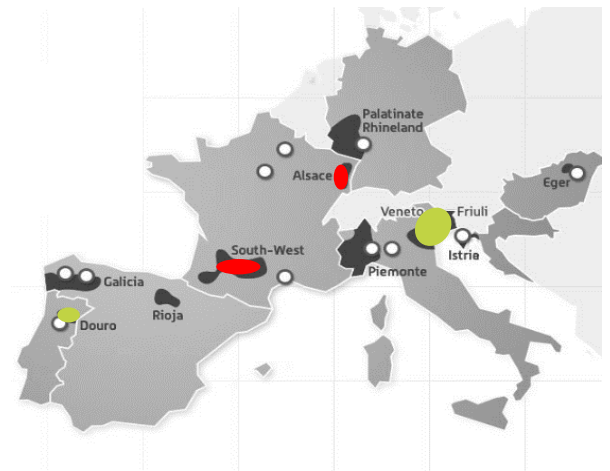 Palatinate
Rhineland
Alsace
Eger
Veneto
Friuli
South-West
Istria
Piemonte
Galicia
Rioja
Douro